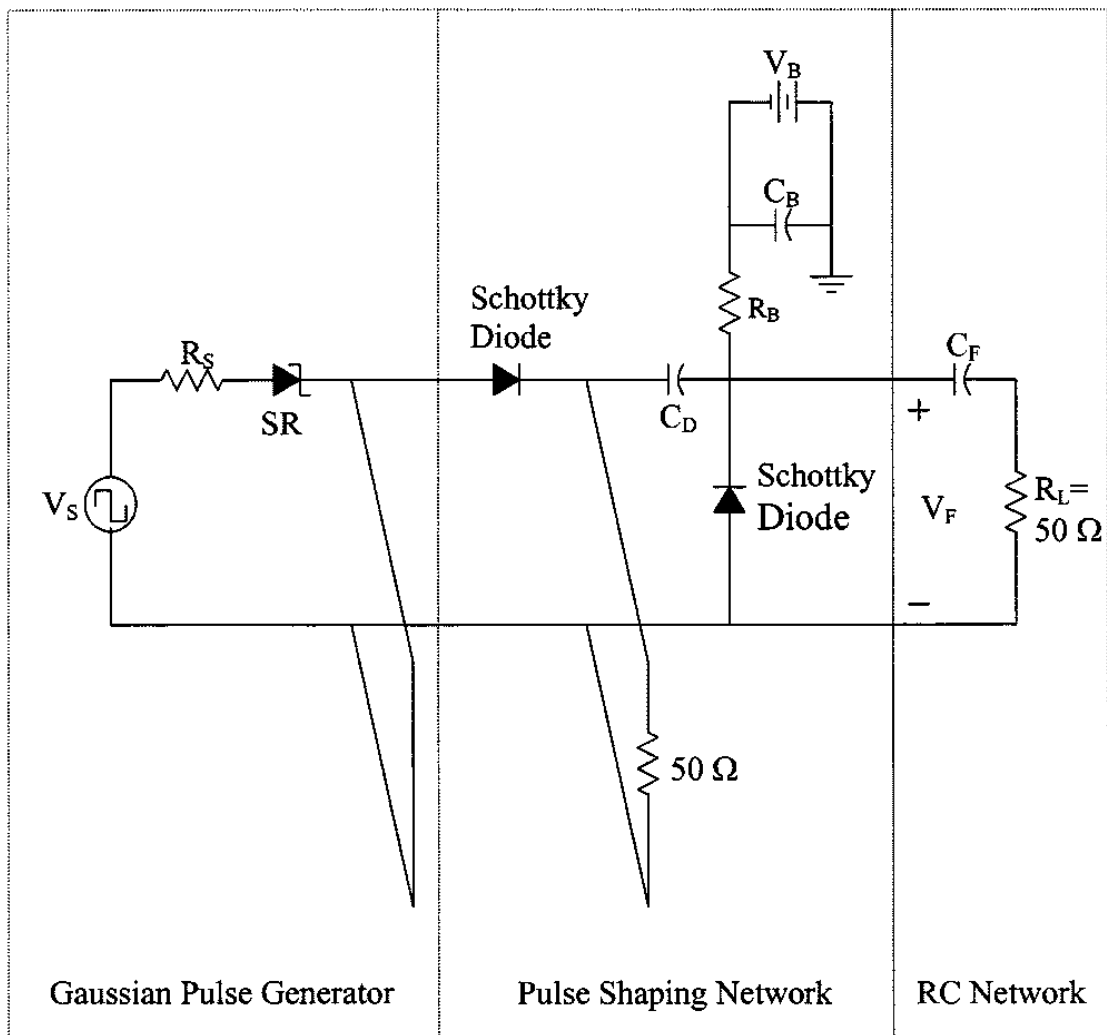 V_B
C_B
Schottky
Diode
R_B
R_S
SR
C_D
C_F
+
V_S
Schottky
Diode
V_F
R_L=
50 Ω
−
50 Ω
Gaussian Pulse Generator
Pulse Shaping Network
RC Network